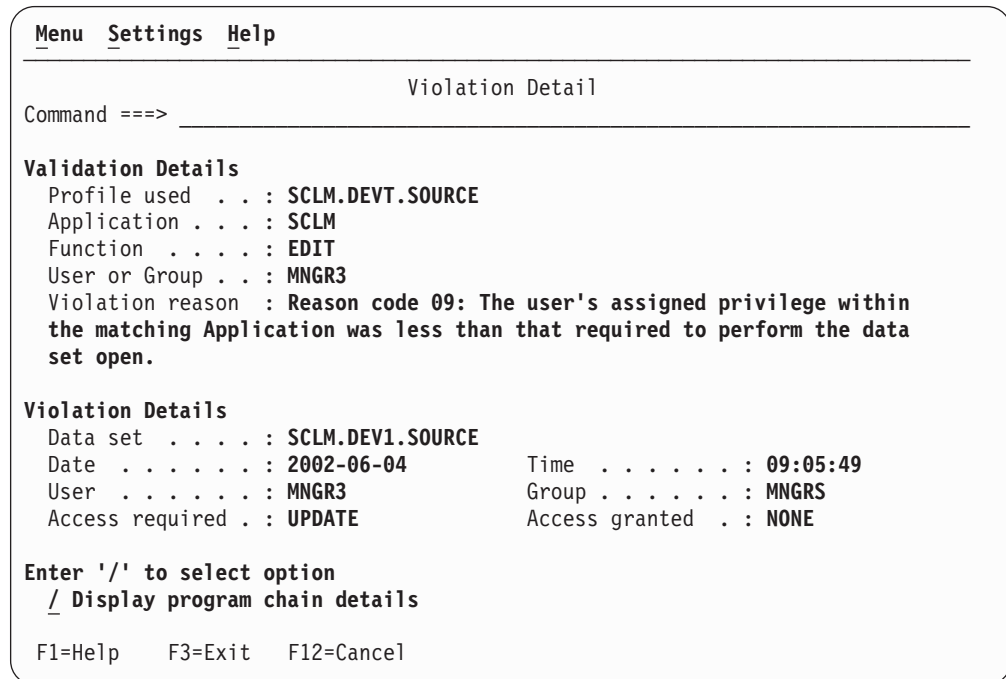 Menu Settings Help
Violation Detail
Command ===> _______________________________________________
Validation Details
Profile used . . : SCLM.DEVT.SOURCE
Application . . . : SCLM
Function . . . . : EDIT
User or Group . . : MNGR3
Violation reason : Reason code 09: The user's assigned privilege within
the matching Application was less than that required to perform the data
set open.
Violation Details
Data set . . . . : SCLM.DEV1.SOURCE
Date . . . . . . : 2002-06-04 Time . . . . . . : 09:05:49
User . . . . . . : MNGR3 Group . . . . . . : MNGRS
Access required . : UPDATE Access granted . : NONE
Enter '/' to select option
/ Display program chain details
F1=Help F3=Exit F12=Cancel